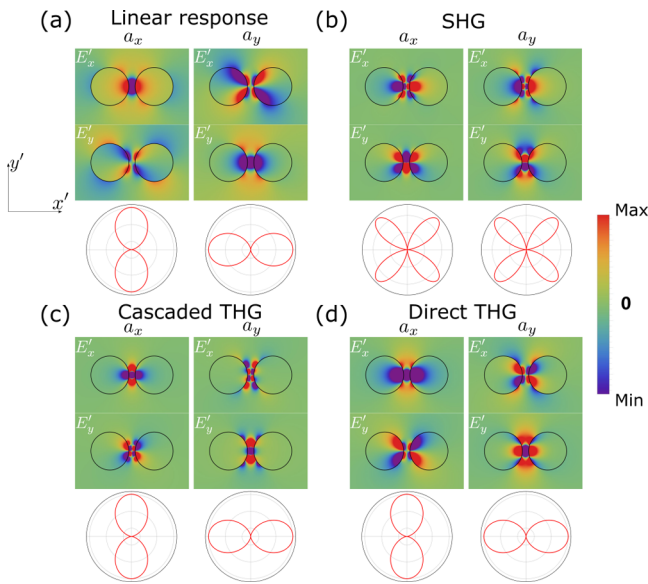 (a) Linear response
(b) SHG
a_x a_y a_x a_y
E'_x E'_x E'_x E'_x
E'_y E'_y E'_y E'_y
y'
x'
Max
0
Min
(c) Cascaded THG
(d) Direct THG
a_x a_y a_x a_y
E'_x E'_x E'_x E'_x
E'_y E'_y E'_y E'_y